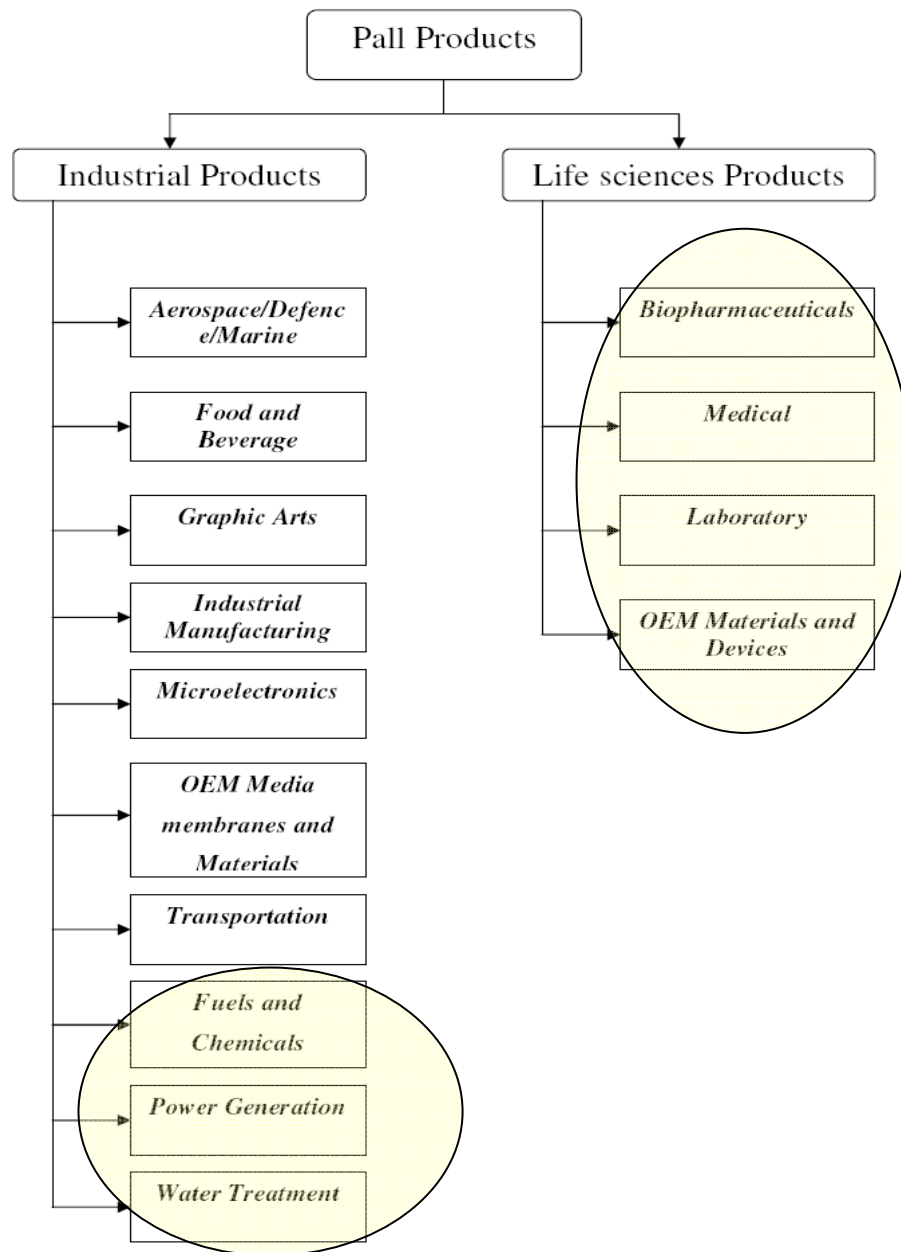 Pall Products
Industrial Products
Life sciences Products
Aerospace/Defenc
e/Marine
Food and
Beverage
Graphic Arts
Industrial
Manufacturing
Microelectronics
OEM Media
membranes and
Materials
Transportation
Fuels and
Chemicals
Power Generation
Water Treatment
Biopharmaceuticals
Medical
Laboratory
OEM Materials and
Devices